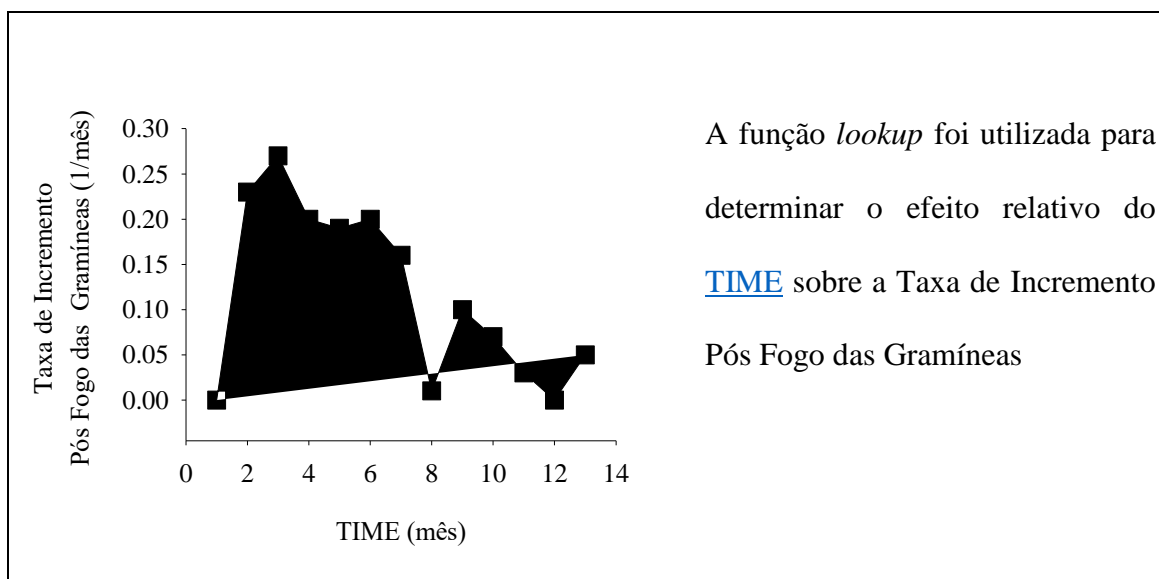 Taxa de Incremento
Pós Fogo das Gramíneas (1/mês)
0.30
0.25
0.20
0.15
0.10
0.05
0.00
0 2 4 6 8 10 12 14
TIME (mês)
A função lookup foi utilizada para
determinar o efeito relativo do
TIME sobre a Taxa de Incremento
Pós Fogo das Gramíneas